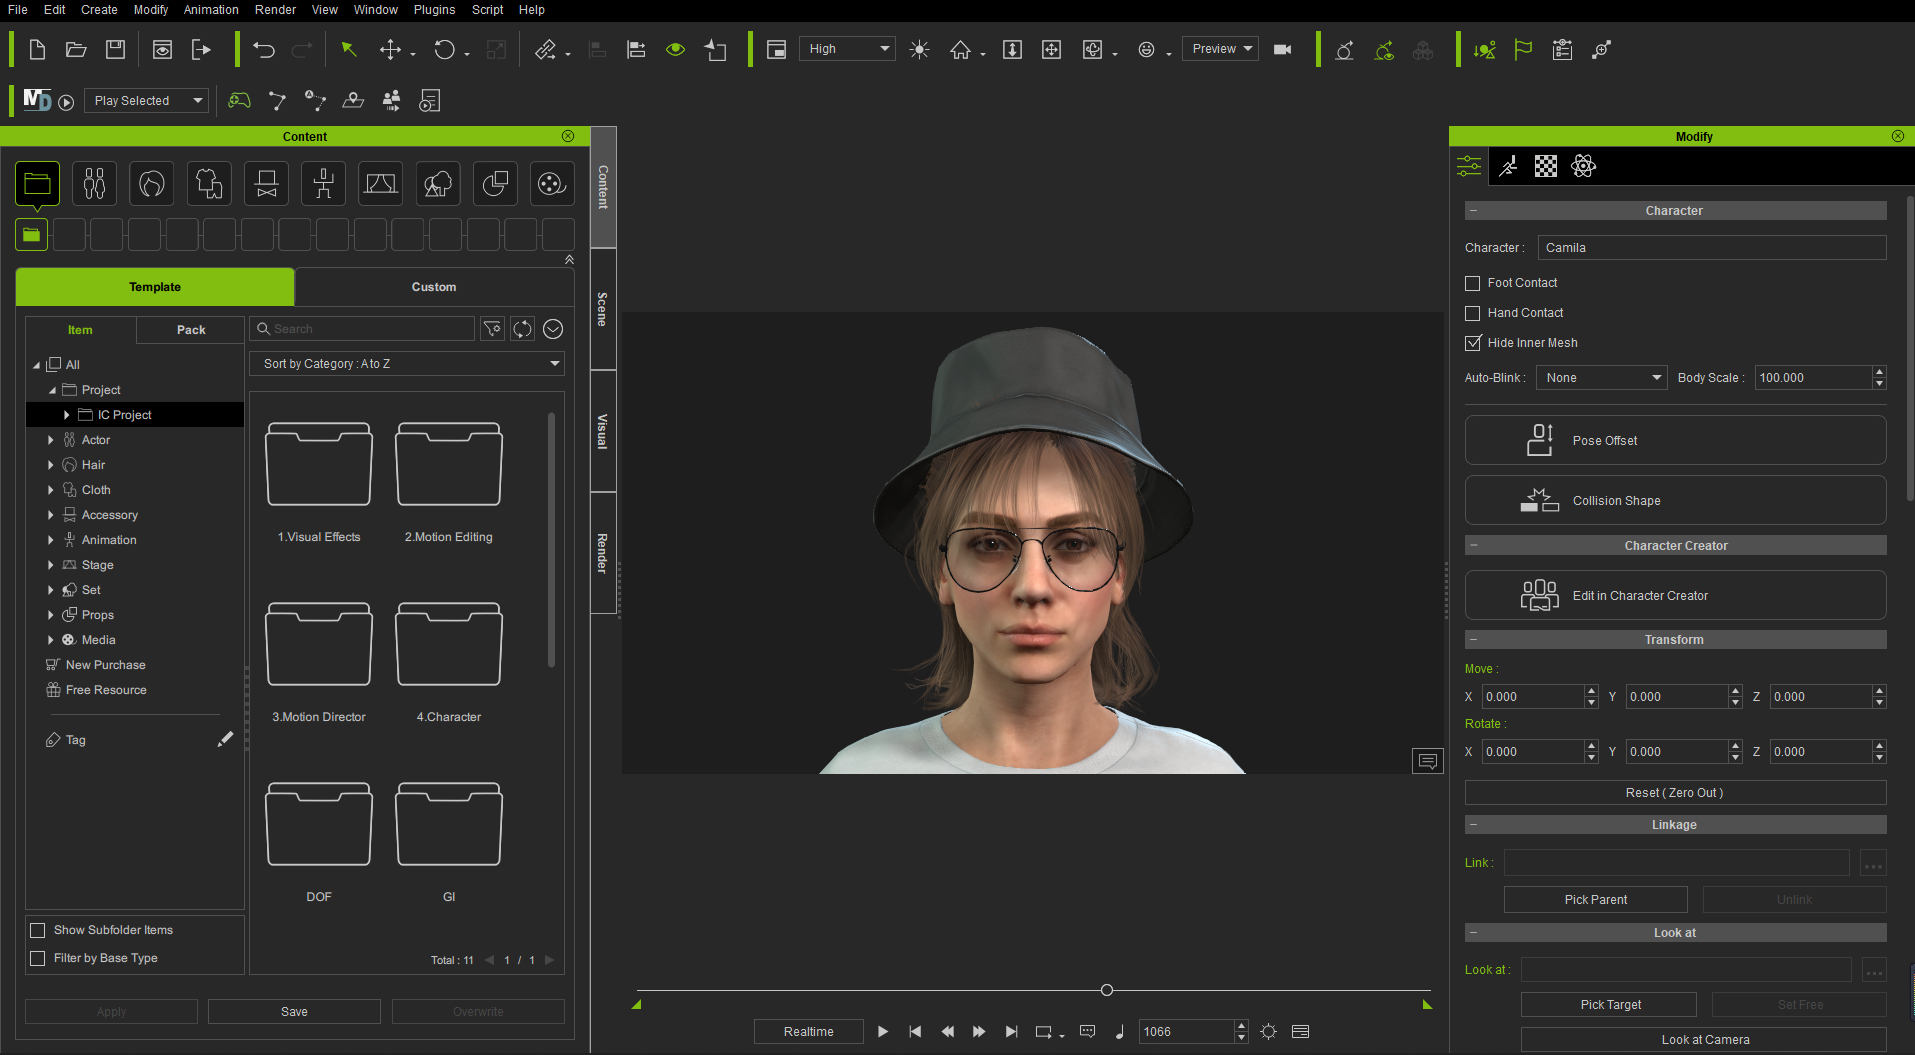 File Edit Create Modify Animation Render View Window Plugins Script Help
High
Preview
MD
Play Selected
Content
Template
Custom
Item
Pack
Search
Sort by Category : A to Z
All
Project
IC Project
Actor
Hair
Cloth
Accessory
Animation
Stage
Set
Props
Media
New Purchase
Free Resource
Tag
1.Visual Effects
2.Motion Editing
3.Motion Director
4.Character
DOF
GI
Show Subfolder Items
Filter by Base Type
Total : 11
1 / 1
Apply
Save
Overwrite
Content
Scene
Visual
Render
Realtime
1066
Modify
Character
Character :
Camila
Foot Contact
Hand Contact
Hide Inner Mesh
Auto-Blink :
None
Body Scale :
100.000
Pose Offset
Collision Shape
Character Creator
Edit in Character Creator
Transform
Move :
X 0.000 Y 0.000 Z 0.000
Rotate :
X 0.000 Y 0.000 Z 0.000
Reset ( Zero Out )
Linkage
Link :
...
Pick Parent
Unlink
Look at
Look at :
...
Pick Target
Set Free
Look at Camera